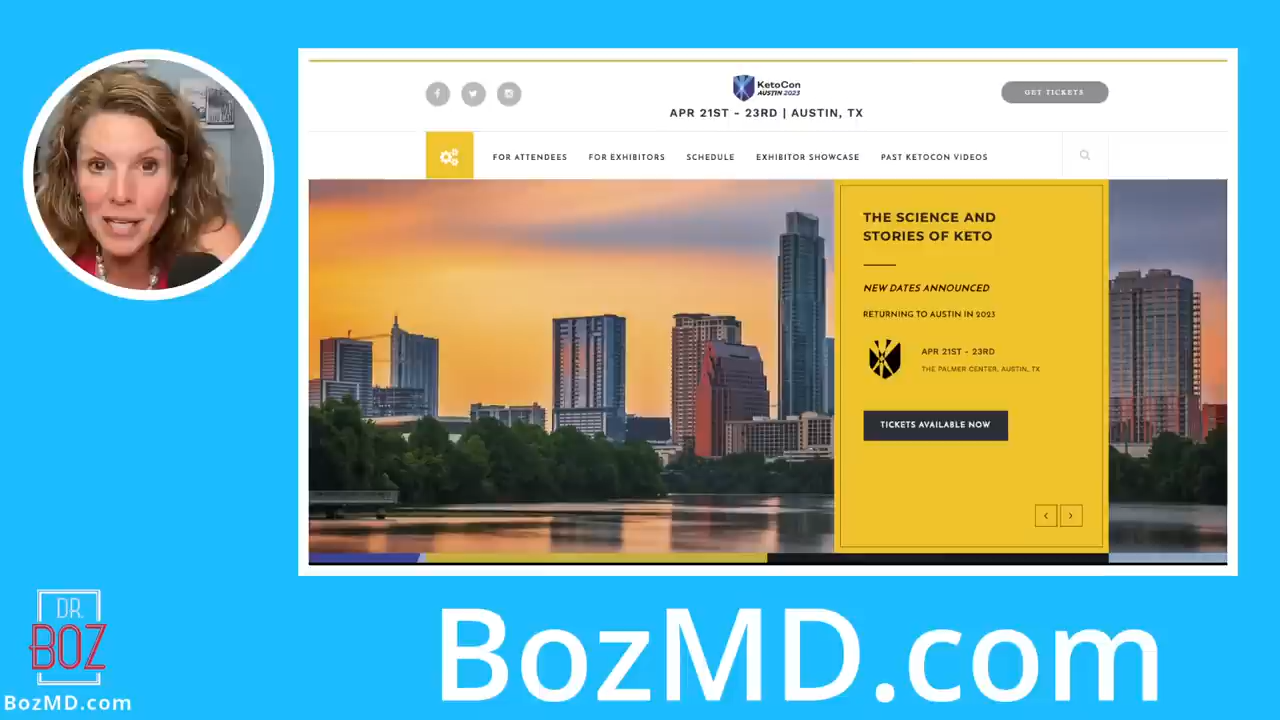 KetoCon
AUSTIN 2023
APR 21ST - 23RD | AUSTIN, TX
GET TICKETS
FOR ATTENDEES
FOR EXHIBITORS
SCHEDULE
EXHIBITOR SHOWCASE
PAST KETOCON VIDEOS
THE SCIENCE AND
STORIES OF KETO
NEW DATES ANNOUNCED
RETURNING TO AUSTIN IN 2023
APR 21ST - 23RD
THE PALMER CENTER, AUSTIN, TX
TICKETS AVAILABLE NOW
DR.
BOZ
BozMD.com
BozMD.com